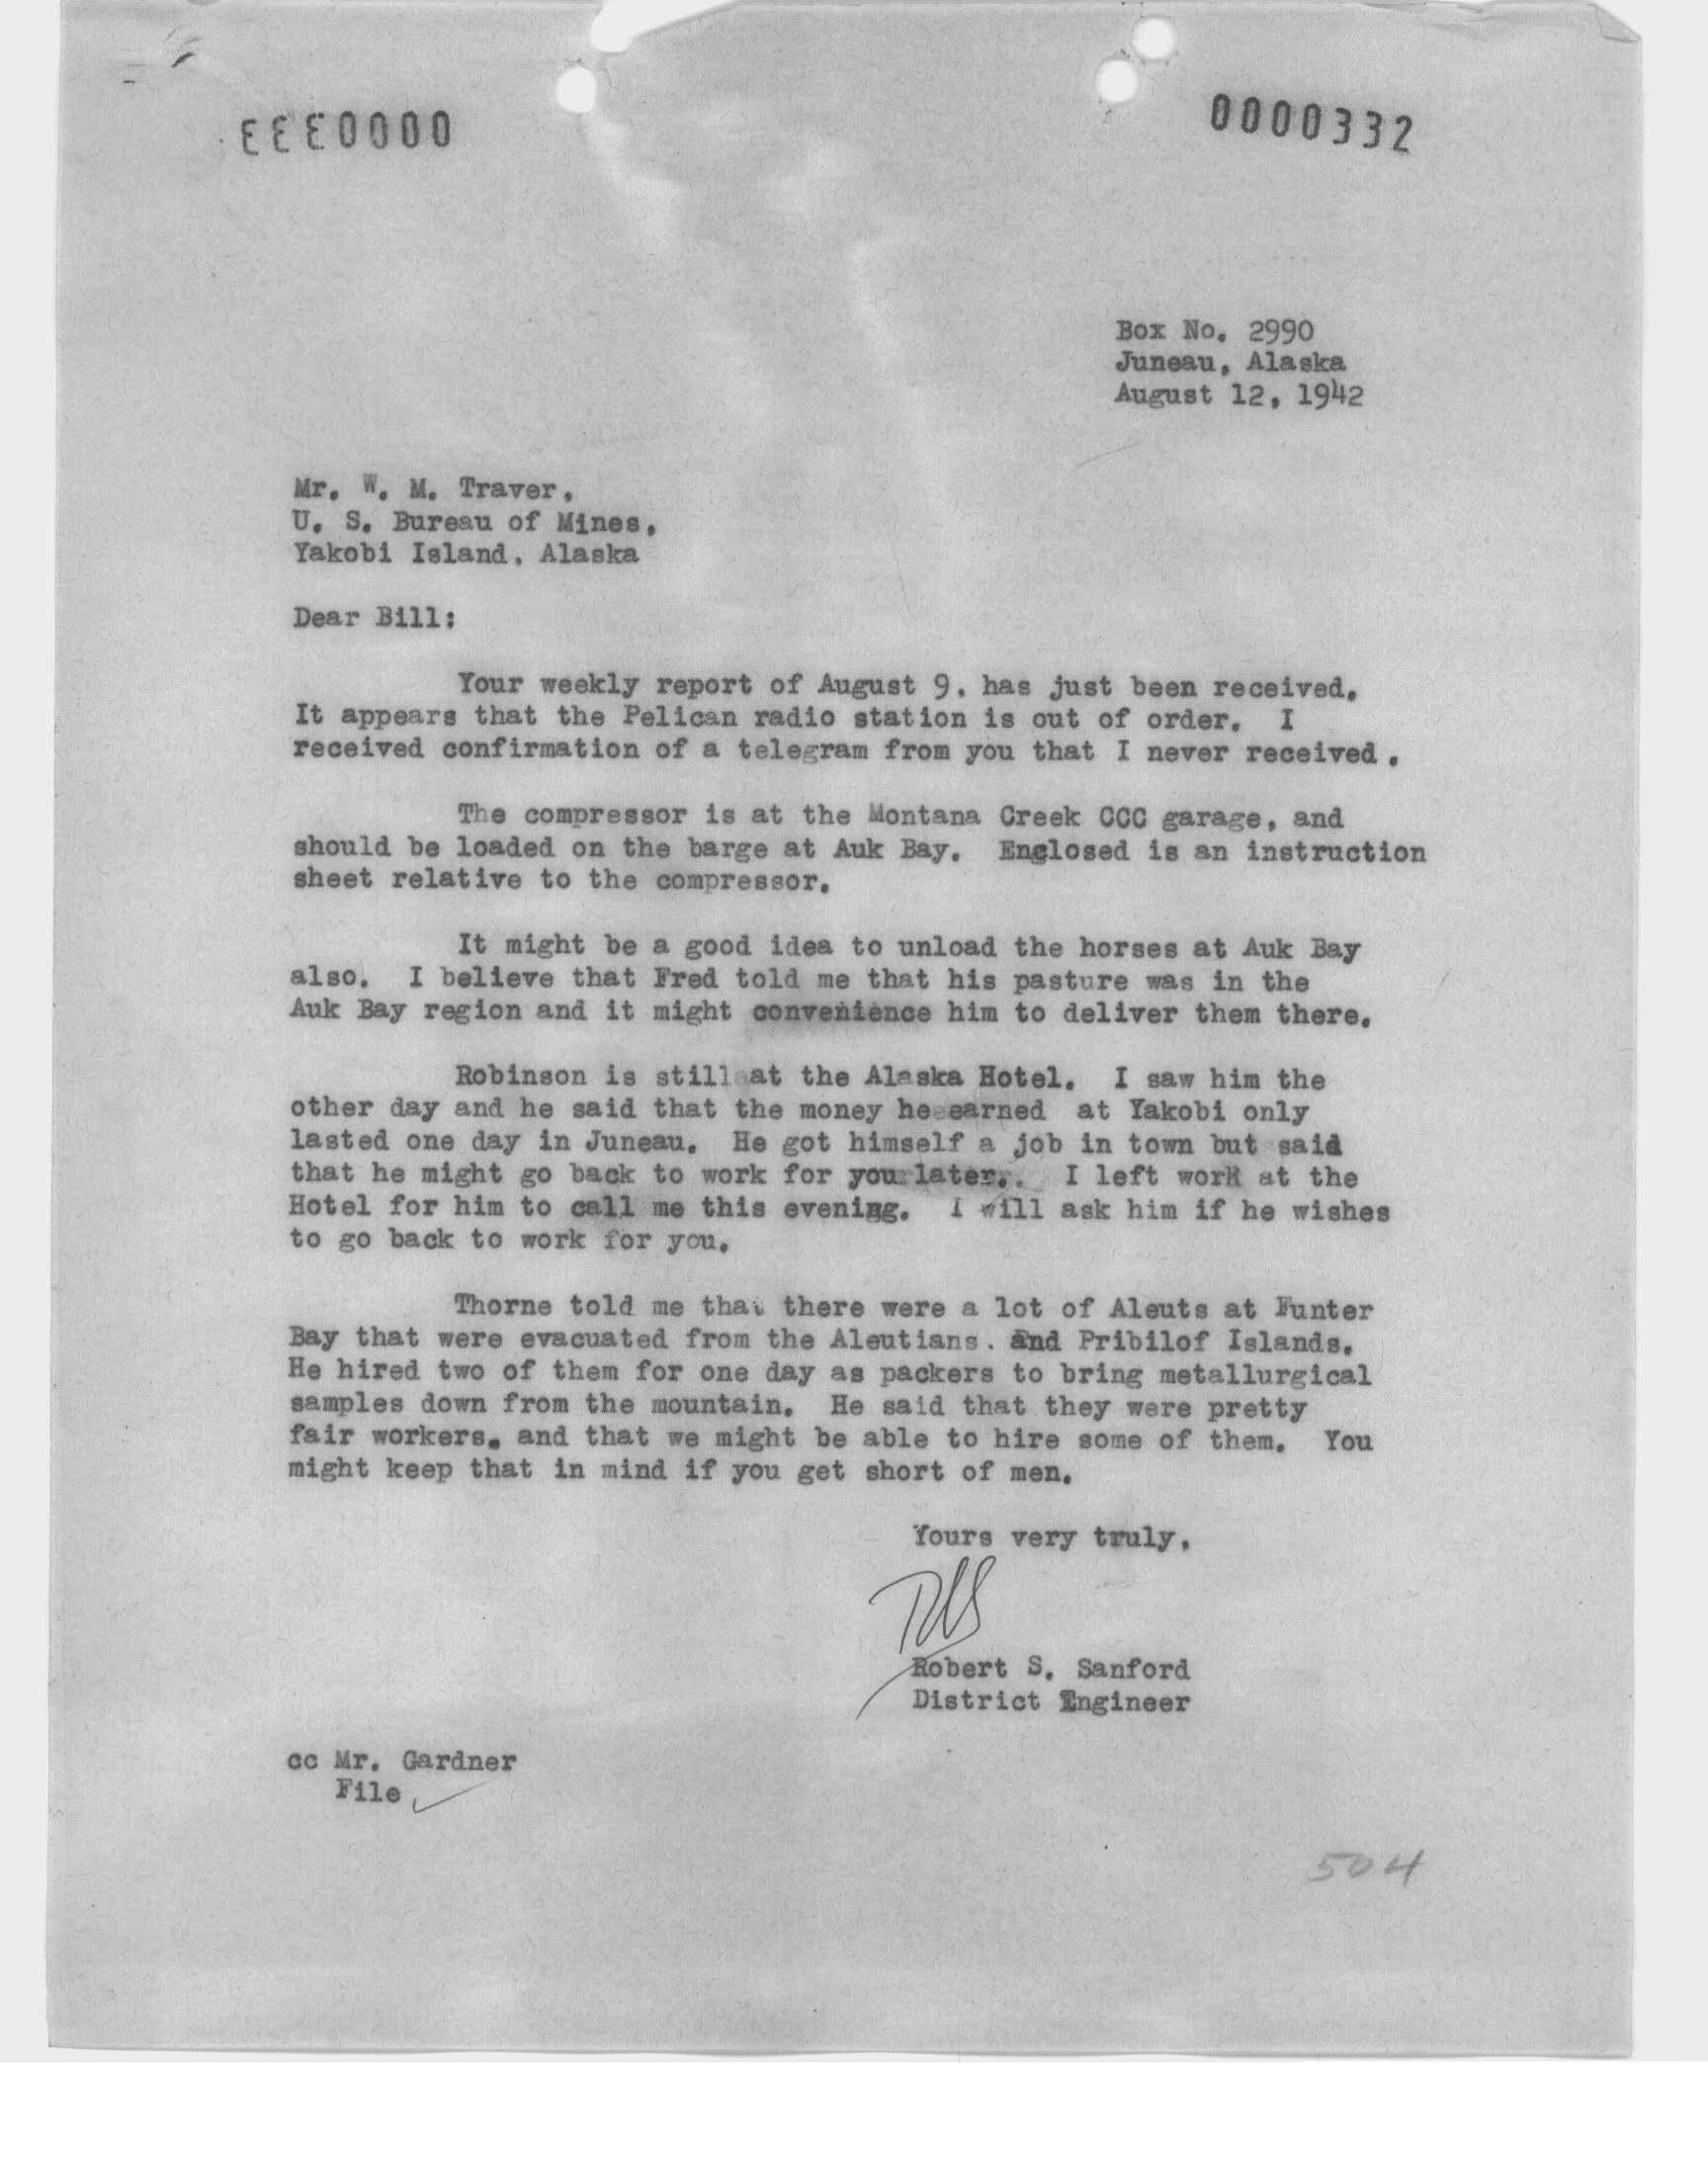 0000333
0000332
Box No. 2990
Juneau, Alaska
August 12, 1942
Mr. W. M. Traver,
U. S. Bureau of Mines,
Yakobi Island, Alaska
Dear Bill:
Your weekly report of August 9, has just been received.
It appears that the Pelican radio station is out of order. I
received confirmation of a telegram from you that I never received.
The compressor is at the Montana Creek CCC garage, and
should be loaded on the barge at Auk Bay. Enclosed is an instruction
sheet relative to the compressor.
It might be a good idea to unload the horses at Auk Bay
also. I believe that Fred told me that his pasture was in the
Auk Bay region and it might convenience him to deliver them there.
Robinson is still at the Alaska Hotel. I saw him the
other day and he said that the money he earned at Yakobi only
lasted one day in Juneau. He got himself a job in town but said
that he might go back to work for you later.. I left work at the
Hotel for him to call me this evening. I will ask him if he wishes
to go back to work for you.
Thorne told me that there were a lot of Aleuts at Funter
Bay that were evacuated from the Aleutians. and Pribilof Islands.
He hired two of them for one day as packers to bring metallurgical
samples down from the mountain. He said that they were pretty
fair workers. and that we might be able to hire some of them. You
might keep that in mind if you get short of men.
Yours very truly,
RSS
Robert S. Sanford
District Engineer
cc Mr. Gardner
File
504